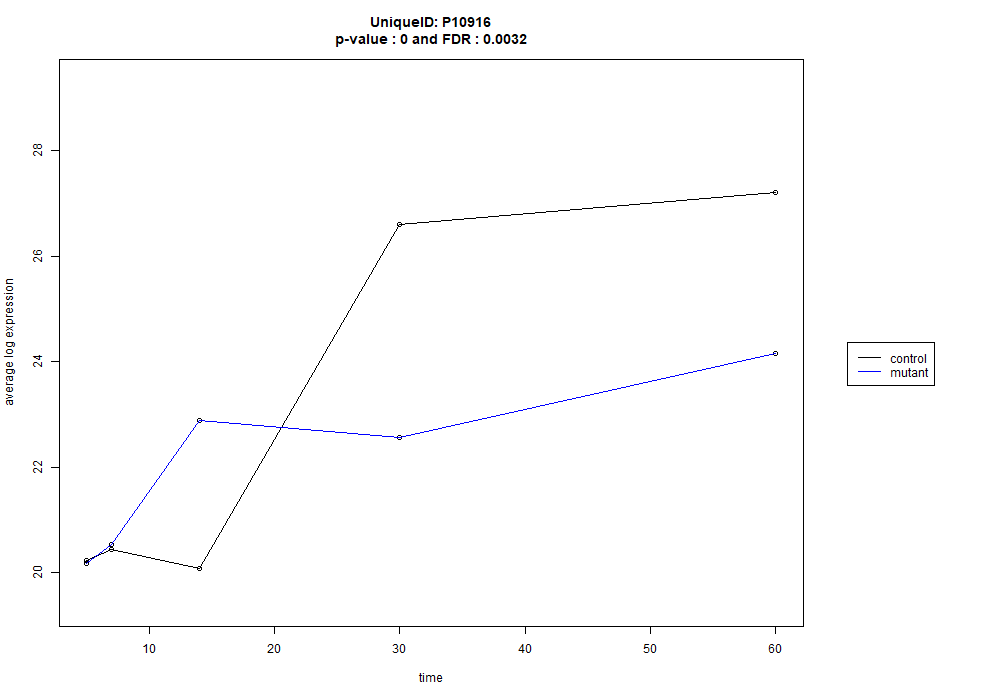 UniqueID: P10916
p-value : 0 and FDR : 0.0032
average log expression
28
26
24
22
20
10 20 30 40 50 60
time
control
mutant